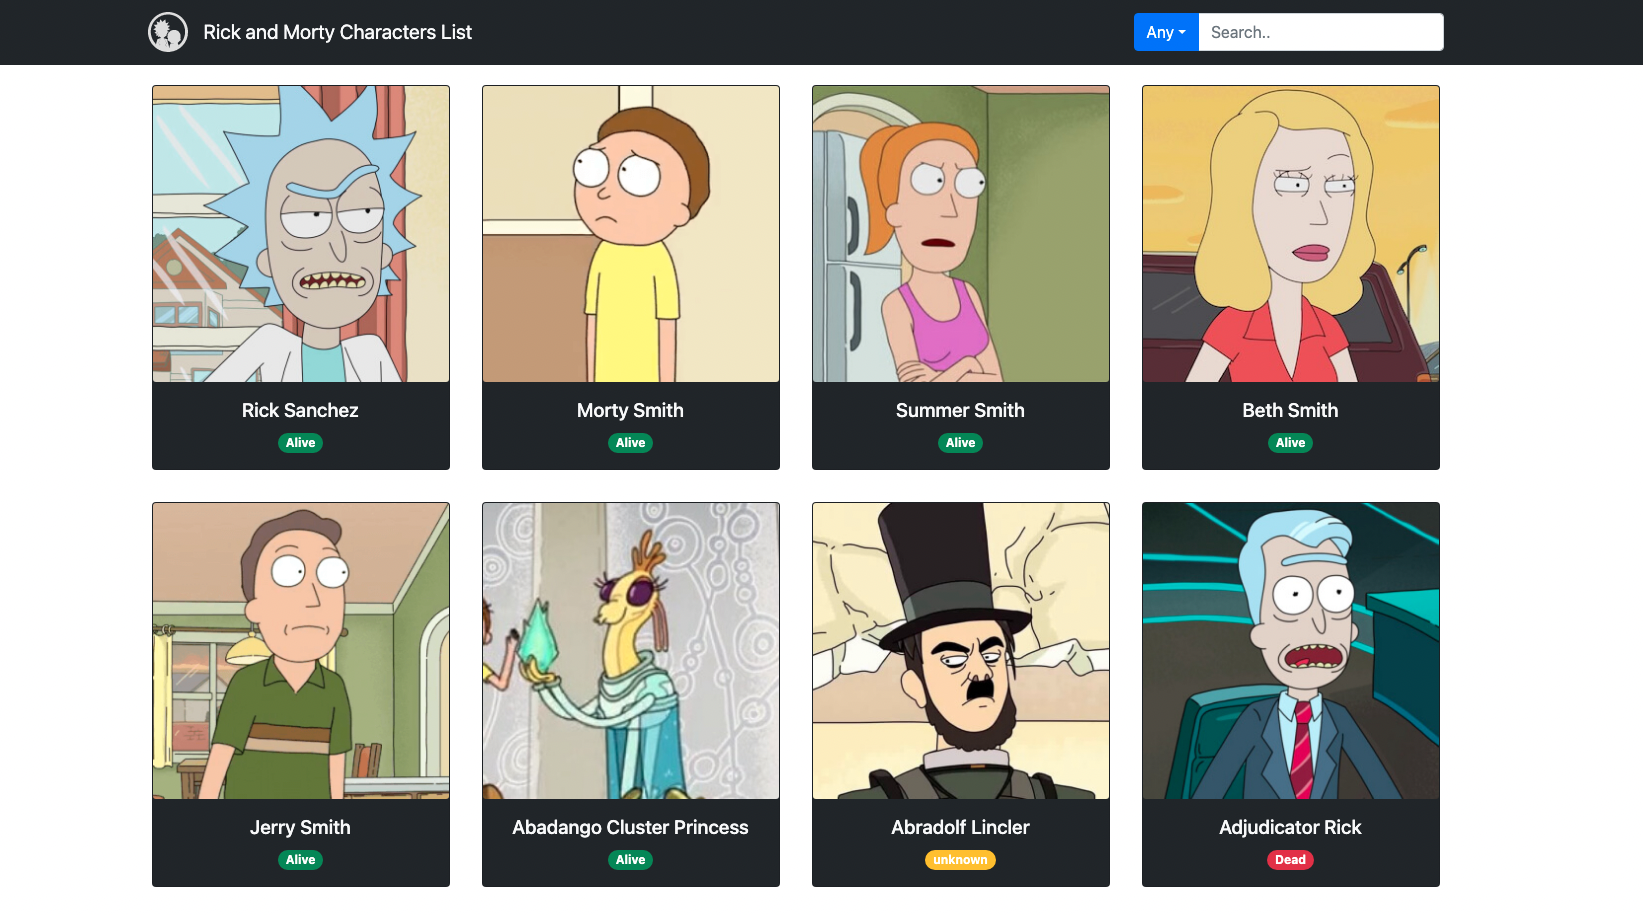 Rick and Morty Characters List
Any
Search..
Rick Sanchez
Alive
Morty Smith
Alive
Summer Smith
Alive
Beth Smith
Alive
Jerry Smith
Alive
Abadango Cluster Princess
Alive
Abradolf Lincler
unknown
Adjudicator Rick
Dead